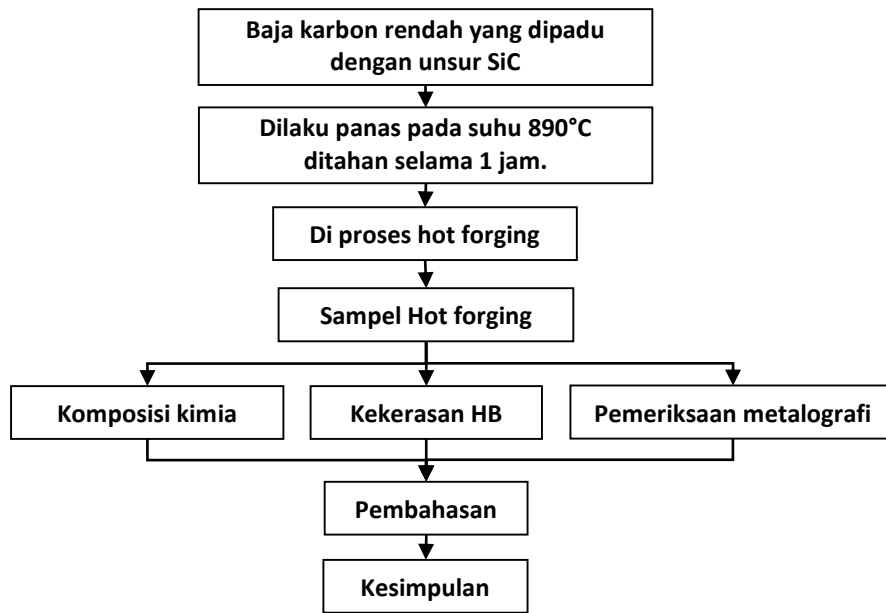 Baja karbon rendah yang dipadu
dengan unsur SiC
Dilaku panas pada suhu 890°C
ditahan selama 1 jam.
Di proses hot forging
Sampel Hot forging
Komposisi kimia
Kekerasan HB
Pemeriksaan metalografi
Pembahasan
Kesimpulan